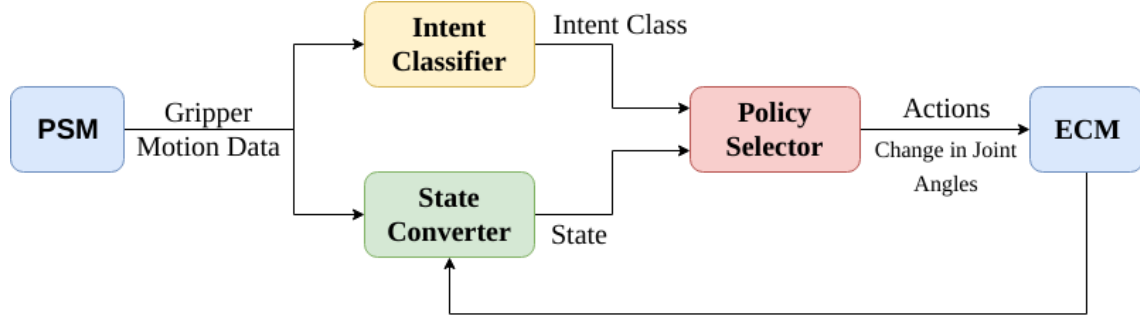 PSM
Gripper
Motion Data
Intent
Classifier
Intent Class
State
Converter
State
Policy
Selector
Actions
Change in Joint
Angles
ECM